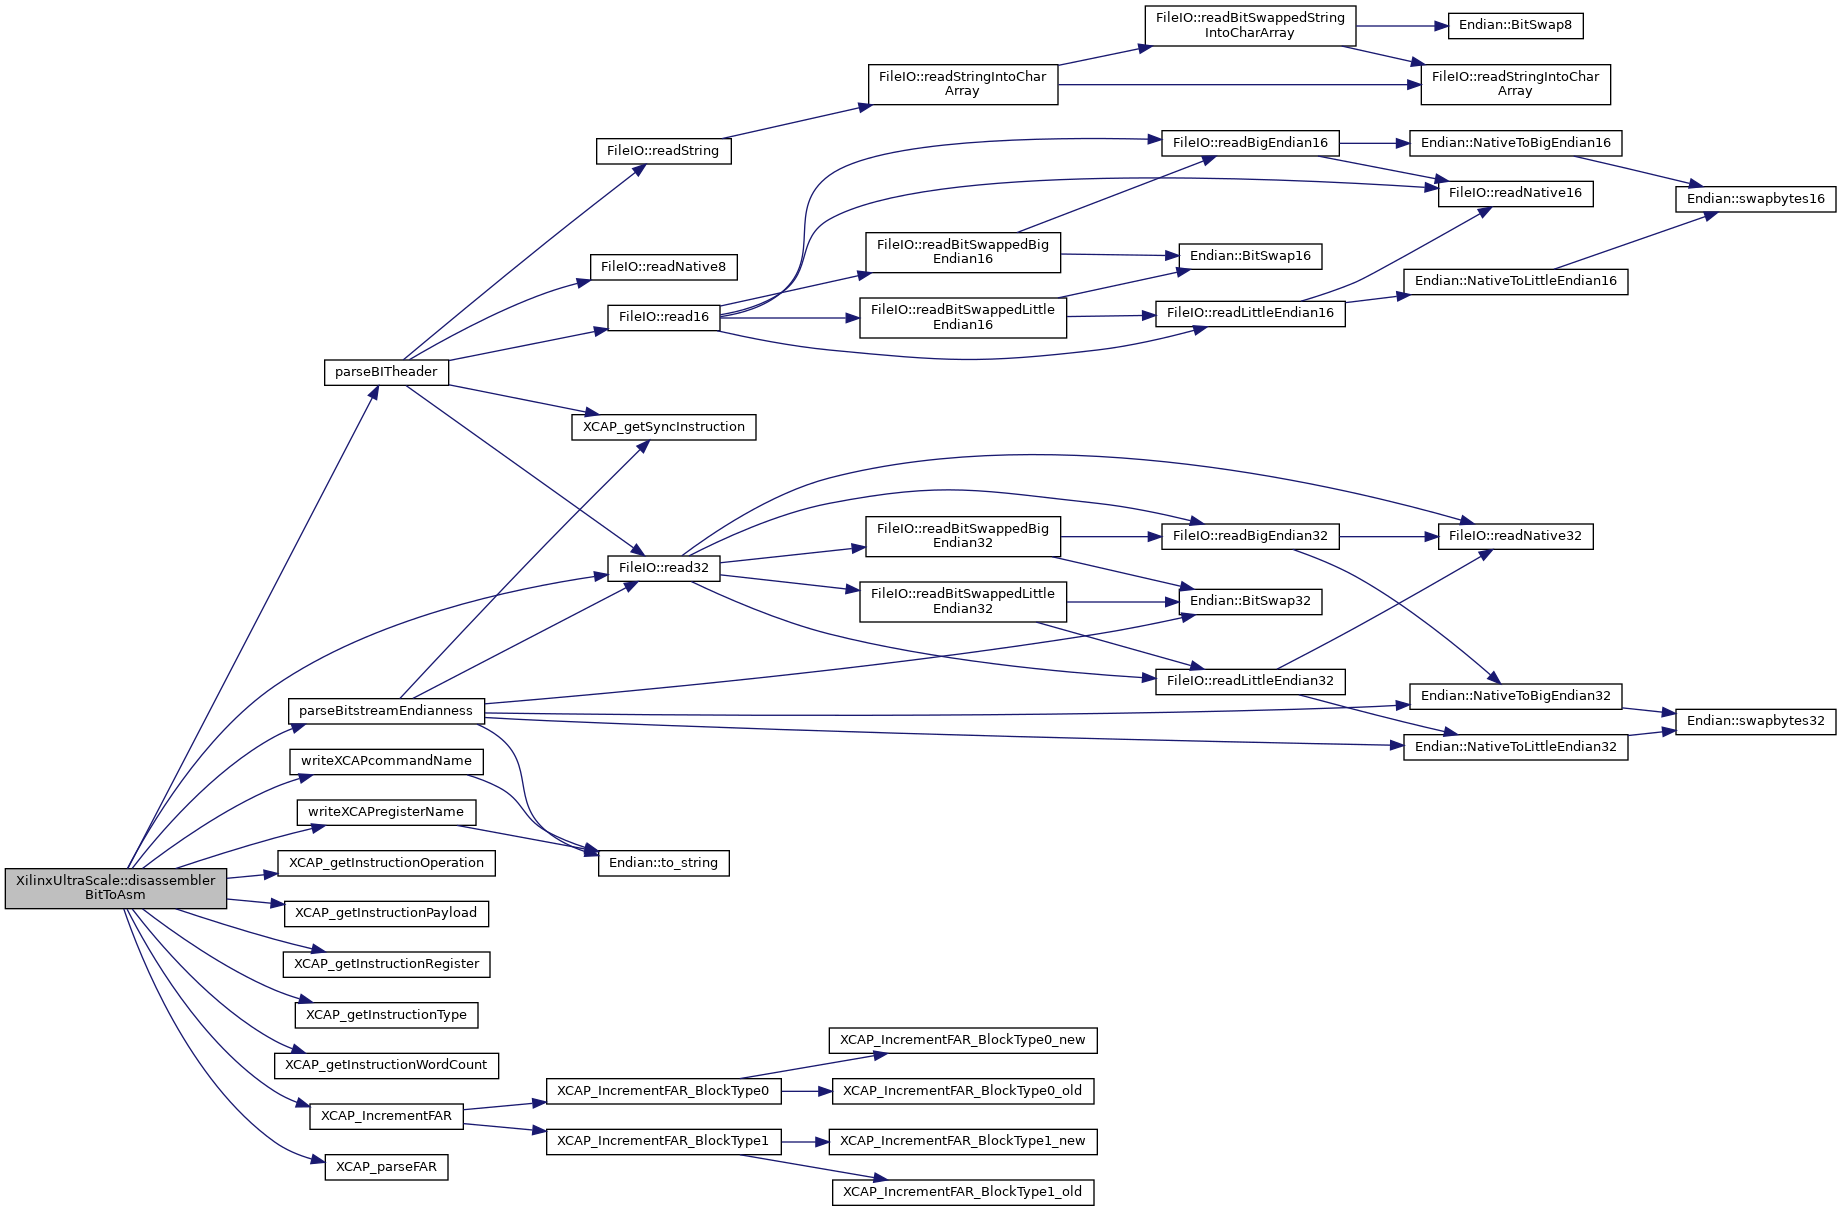 FileIO::readBitSwappedString
IntoCharArray
Endian::BitSwap8
FileIO::readStringIntoChar
Array
FileIO::readStringIntoChar
Array
FileIO::readString
FileIO::readBigEndian16
Endian::NativeToBigEndian16
FileIO::readNative16
Endian::swapbytes16
FileIO::readBitSwappedBig
Endian16
Endian::BitSwap16
FileIO::readNative8
Endian::NativeToLittleEndian16
FileIO::read16
FileIO::readBitSwappedLittle
Endian16
FileIO::readLittleEndian16
parseBITheader
XCAP_getSyncInstruction
FileIO::readBitSwappedBig
Endian32
FileIO::readBigEndian32
FileIO::readNative32
FileIO::read32
FileIO::readBitSwappedLittle
Endian32
Endian::BitSwap32
FileIO::readLittleEndian32
Endian::NativeToBigEndian32
parseBitstreamEndianness
Endian::swapbytes32
Endian::NativeToLittleEndian32
writeXCAPcommandName
writeXCAPregisterName
XCAP_getInstructionOperation
Endian::to_string
XilinxUltraScale::disassembler
BitToAsm
XCAP_getInstructionPayload
XCAP_getInstructionRegister
XCAP_getInstructionType
XCAP_getInstructionWordCount
XCAP_IncrementFAR_BlockType0_new
XCAP_IncrementFAR_BlockType0
XCAP_IncrementFAR_BlockType0_old
XCAP_IncrementFAR
XCAP_IncrementFAR_BlockType1
XCAP_IncrementFAR_BlockType1_new
XCAP_parseFAR
XCAP_IncrementFAR_BlockType1_old